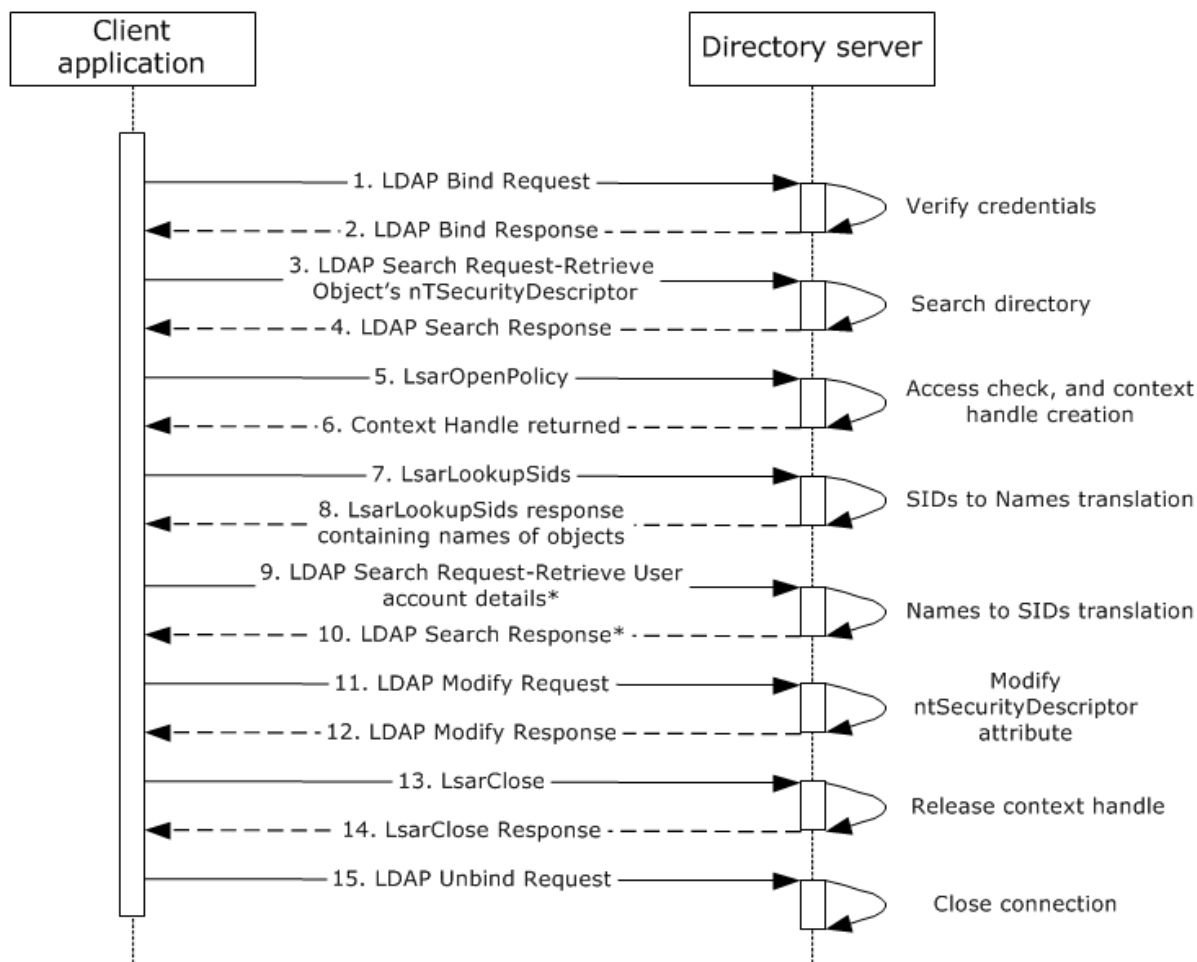 Client
application
Directory server
1. LDAP Bind Request
Verify credentials
2. LDAP Bind Response
3. LDAP Search Request-Retrieve
Object's nTSecurityDescriptor
Search directory
4. LDAP Search Response
5. LsarOpenPolicy
Access check, and context
handle creation
6. Context Handle returned
7. LsarLookupSids
SIDs to Names translation
8. LsarLookupSids response
containing names of objects
9. LDAP Search Request-Retrieve User
account details*
Names to SIDs translation
10. LDAP Search Response*
11. LDAP Modify Request
Modify
ntSecurityDescriptor
attribute
12. LDAP Modify Response
13. LsarClose
Release context handle
14. LsarClose Response
15. LDAP Unbind Request
Close connection